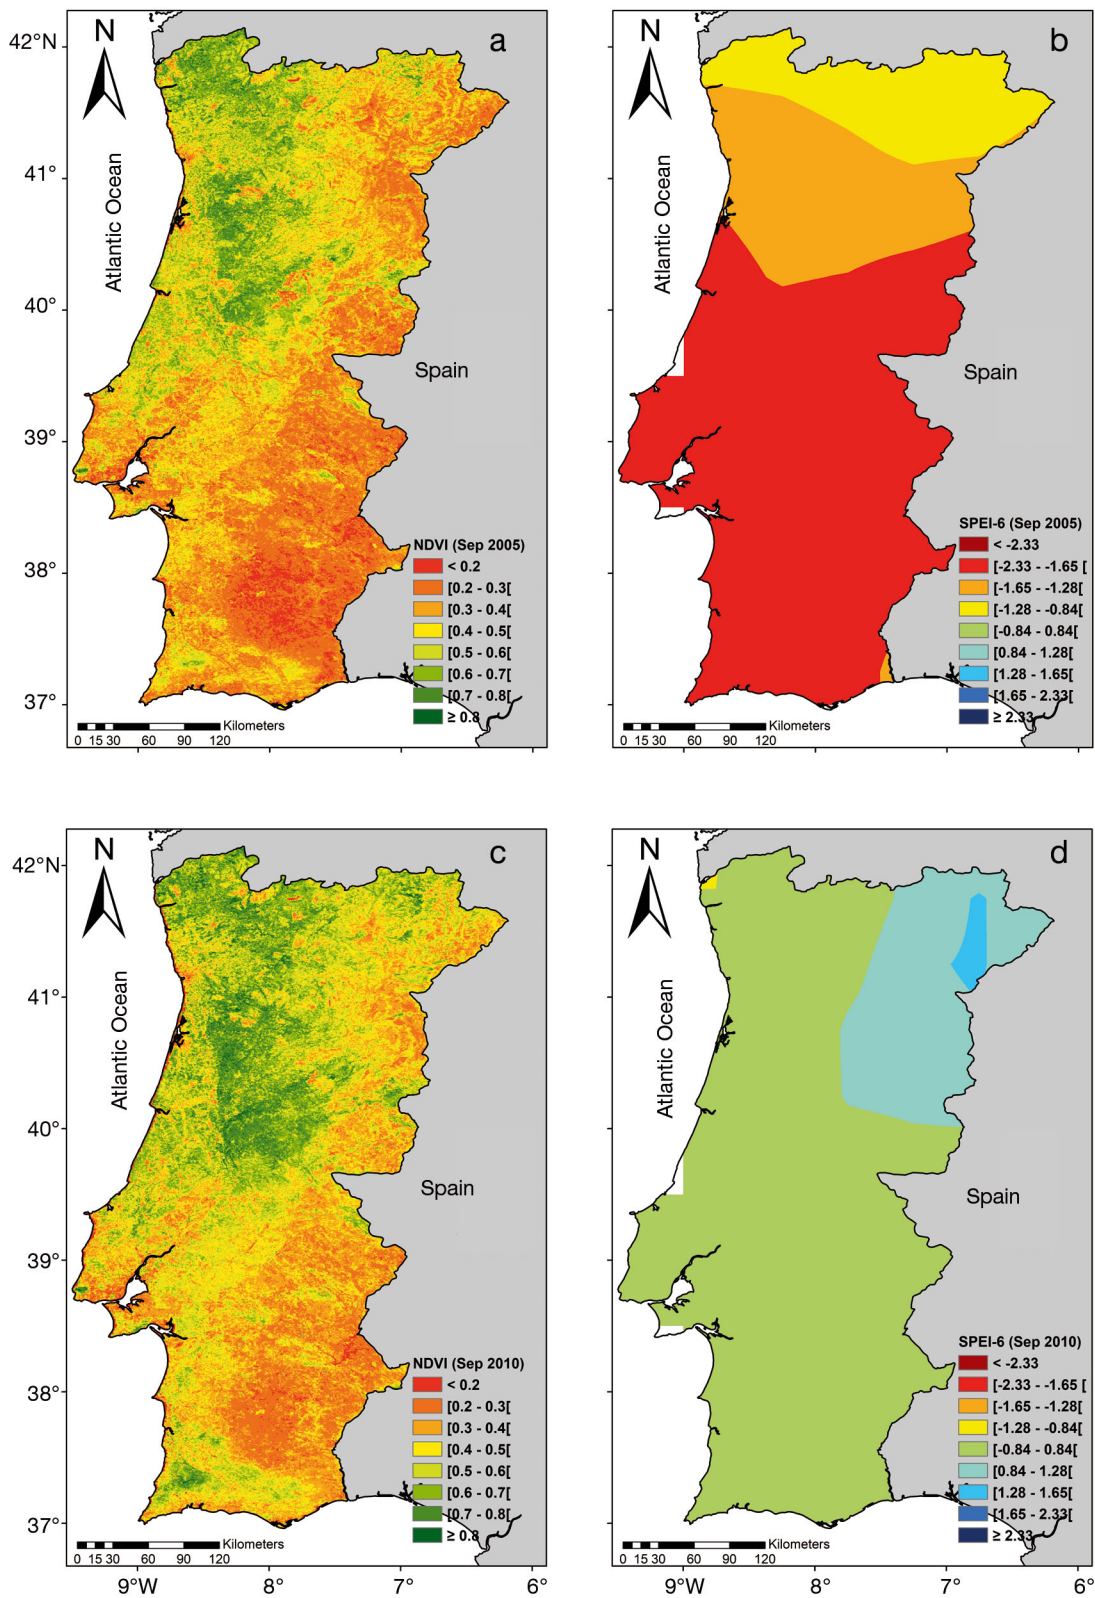 N
a
42°N
41°
40°
39°
38°
37°
Atlantic Ocean
Spain
NDVI (Sep 2005)
< 0.2
[0.2 - 0.3[
[0.3 - 0.4[
[0.4 - 0.5[
[0.5 - 0.6[
[0.6 - 0.7[
[0.7 - 0.8[
≥ 0.8
Kilometers
0 15 30 60 90 120
N
b
Atlantic Ocean
Spain
SPEI-6 (Sep 2005)
< -2.33
[-2.33 - -1.65 [
[-1.65 - -1.28[
[-1.28 - -0.84[
[-0.84 - 0.84[
[0.84 - 1.28[
[1.28 - 1.65[
[1.65 - 2.33[
≥ 2.33
Kilometers
0 15 30 60 90 120
N
c
42°N
41°
40°
39°
38°
37°
Atlantic Ocean
Spain
NDVI (Sep 2010)
< 0.2
[0.2 - 0.3[
[0.3 - 0.4[
[0.4 - 0.5[
[0.5 - 0.6[
[0.6 - 0.7[
[0.7 - 0.8[
≥ 0.8
Kilometers
0 15 30 60 90 120
9°W 8° 7° 6°
N
d
Atlantic Ocean
Spain
SPEI-6 (Sep 2010)
< -2.33
[-2.33 - -1.65 [
[-1.65 - -1.28[
[-1.28 - -0.84[
[-0.84 - 0.84[
[0.84 - 1.28[
[1.28 - 1.65[
[1.65 - 2.33[
≥ 2.33
Kilometers
0 15 30 60 90 120
9°W 8° 7° 6°